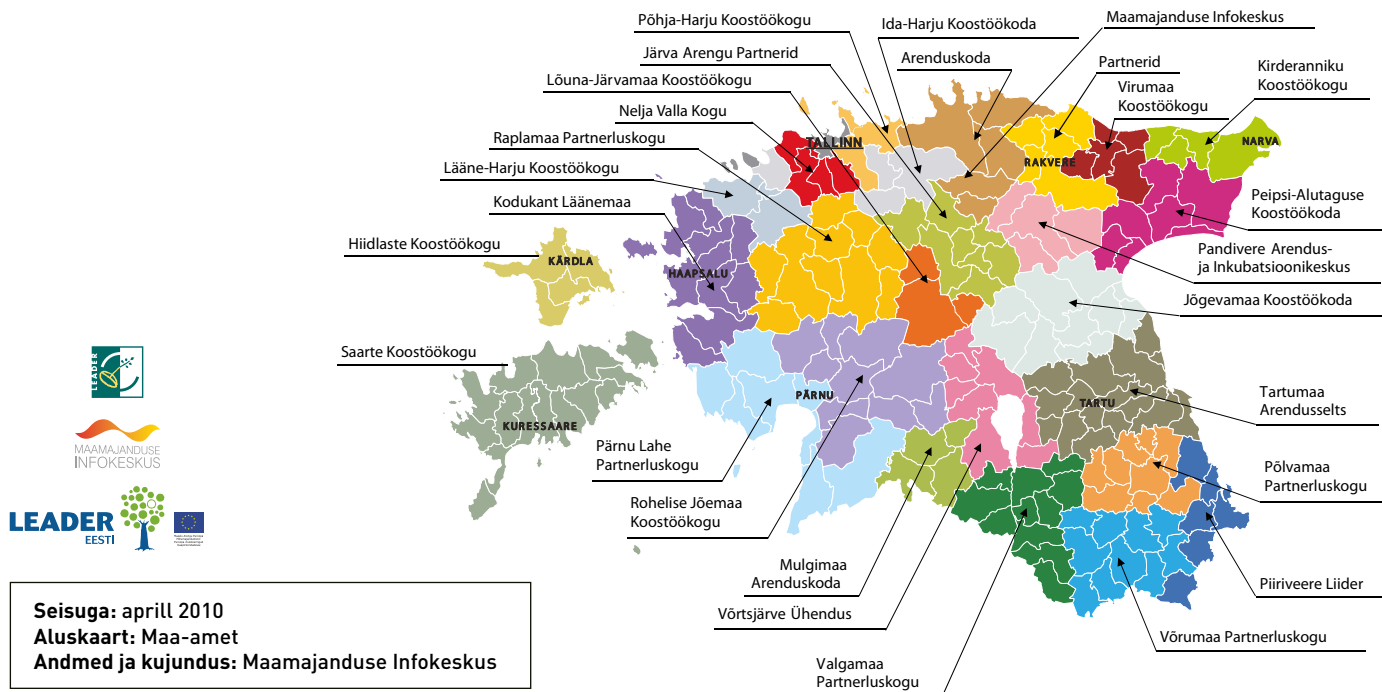 Põhja-Harju Koostöökogu
Ida-Harju Koostöökoda
Maamajanduse Infokeskus
Järva Arengu Partnerid
Arenduskoda
Partnerid
Kirderanniku
Koostöökogu
Lõuna-Järvamaa Koostöökogu
Virumaa
Koostöökogu
Nelja Valla Kogu
Raplamaa Partnerluskogu
TALLINN
RAKVERE
NARVA
Lääne-Harju Koostöökogu
Kodukant Läänemaa
Peipsi-Alutaguse
Koostöökoda
Hiidlaste Koostöökogu
KÄRDLA
HAAPSALU
Pandivere Arendus-
ja Inkubatsioonikeskus
Jõgevamaa Koostöökoda
Saarte Koostöökogu
LEADER
PÄRNU
TARTU
Tartumaa
Arendusselts
KURESSAARE
MAAMAJANDUSE
INFOKESKUS
Pärnu Lahe
Partnerluskogu
Põlvamaa
Partnerluskogu
Rohelise Jõemaa
Koostöökogu
LEADER
EESTI
Mulgimaa
Arenduskoda
Piiriveere Liider
Võrtsjärve Ühendus
Võrumaa Partnerluskogu
Valgamaa
Partnerluskogu
Seisuga: aprill 2010
Aluskaart: Maa-amet
Andmed ja kujundus: Maamajanduse Infokeskus